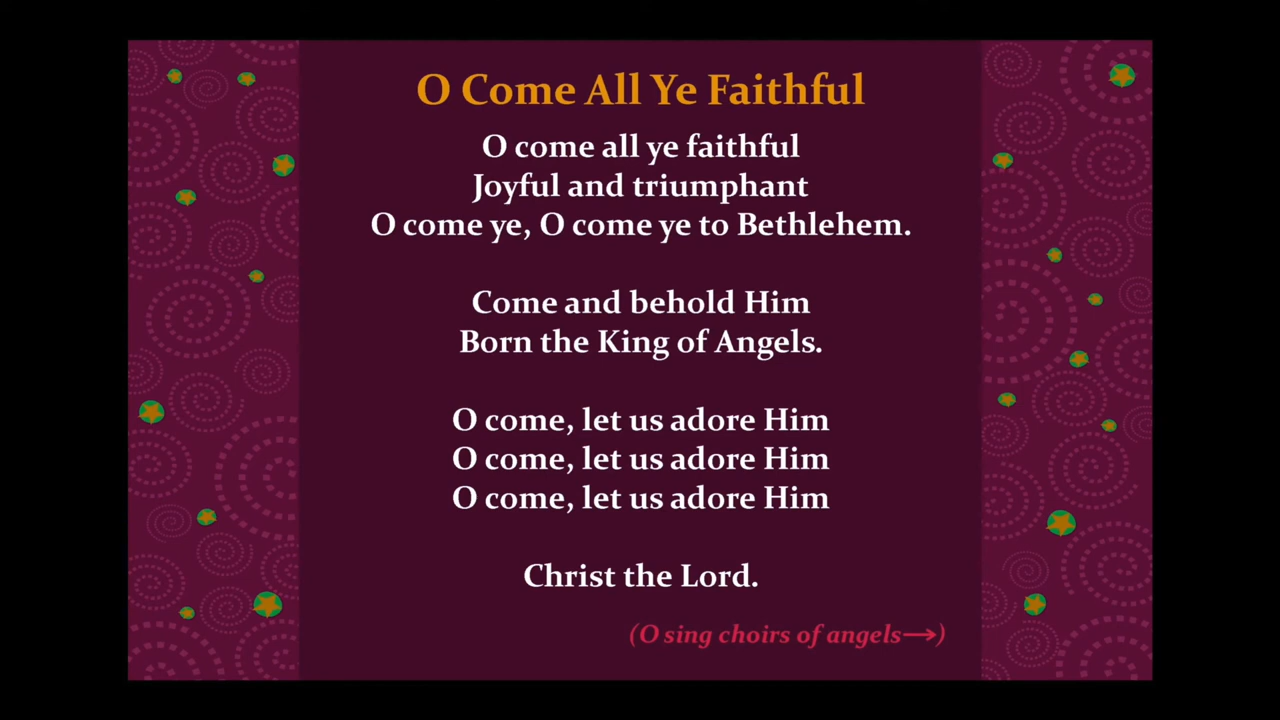 O Come All Ye Faithful
O come all ye faithful
Joyful and triumphant
O come ye, O come ye to Bethlehem.
Come and behold Him
Born the King of Angels.
O come, let us adore Him
O come, let us adore Him
O come, let us adore Him
Christ the Lord.
(O sing choirs of angels→)